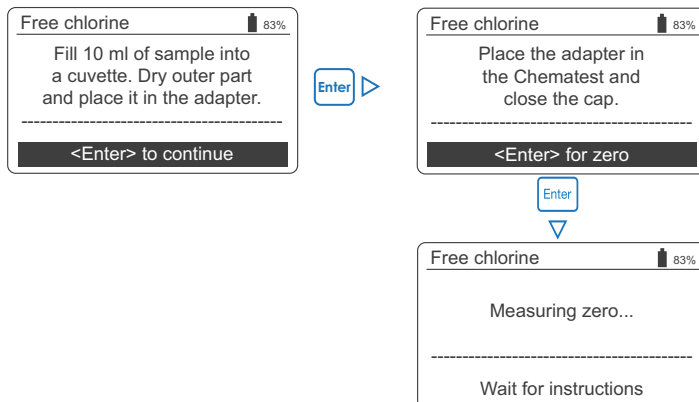 Free chlorine 83%
Fill 10 ml of sample into
a cuvette. Dry outer part
and place it in the adapter.
--------------------------------------------
<Enter> to continue
Enter
Free chlorine 83%
Place the adapter in
the Chematest and
close the cap.
--------------------------------------------
<Enter> for zero
Enter
Free chlorine 83%
Measuring zero...
--------------------------------------------
Wait for instructions